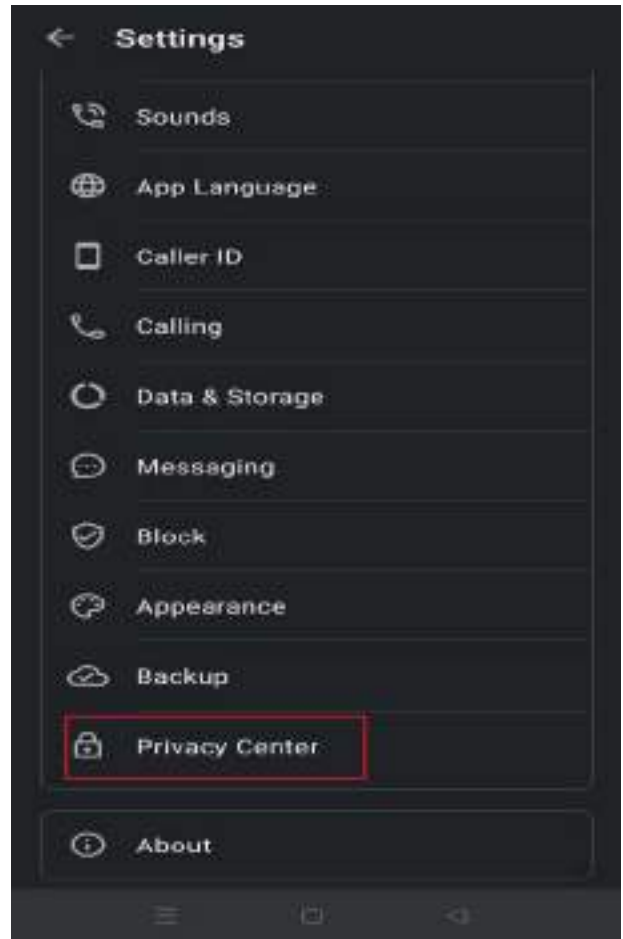 Settings
Sounds
App Language
Caller ID
Calling
Data & Storage
Messaging
Block
Appearance
Backup
Privacy Center
About